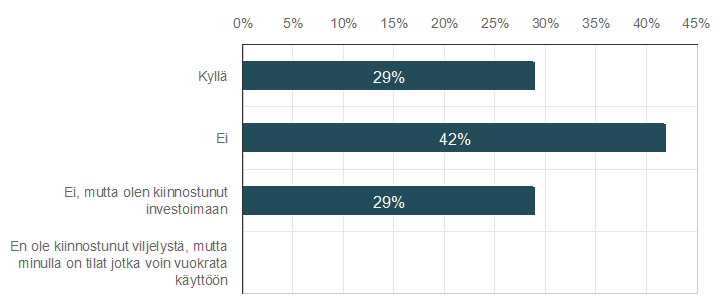 0% 5% 10% 15% 20% 25% 30% 35% 40% 45%
Kyllä
29%
Ei
42%
Ei, mutta olen kiinnostunut
investoimaan
29%
En ole kiinnostunut viljelystä, mutta
minulla on tilat jotka voin vuokrata
käyttöön